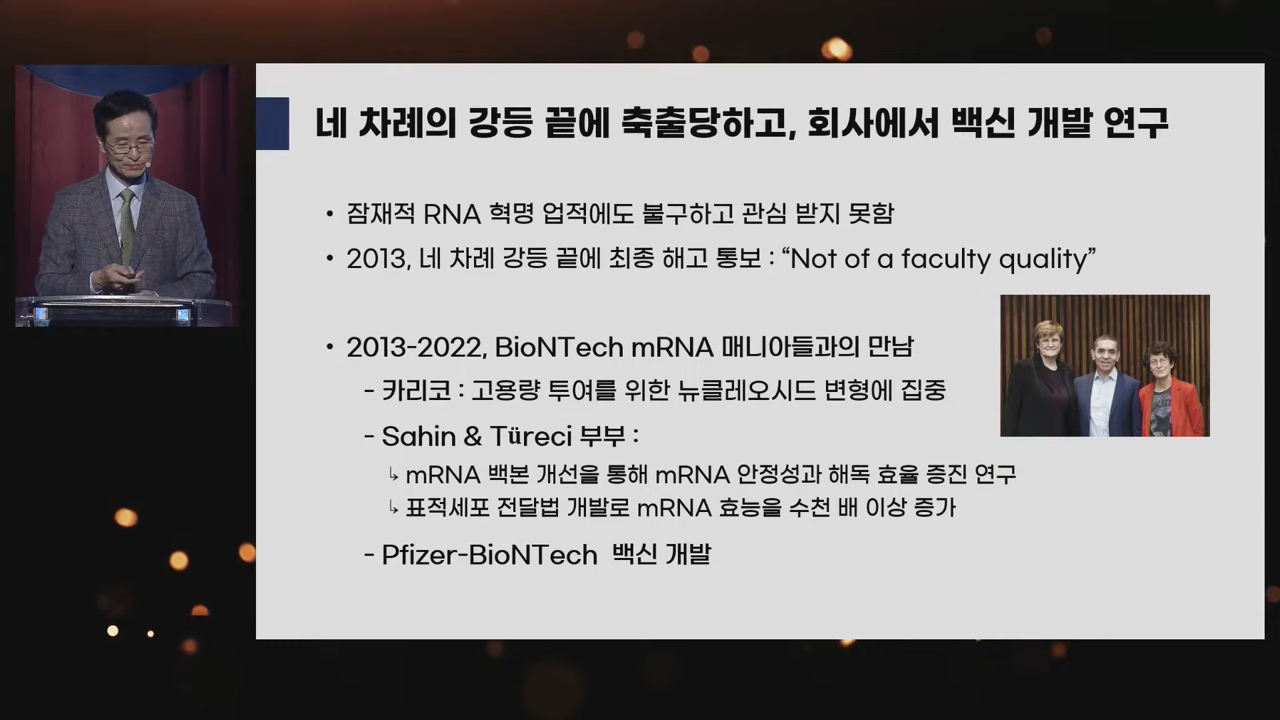 네 차례의 강등 끝에 축출당하고, 회사에서 백신 개발 연구
• 잠재적 RNA 혁명 업적에도 불구하고 관심 받지 못함
• 2013, 네 차례 강등 끝에 최종 해고 통보 : “Not of a faculty quality”
• 2013-2022, BioNTech mRNA 매니아들과의 만남
- 카리코 : 고용량 투여를 위한 뉴클레오시드 변형에 집중
- Sahin & Türeci 부부 :
↳ mRNA 백본 개선을 통해 mRNA 안정성과 해독 효율 증진 연구
↳ 표적세포 전달법 개발로 mRNA 효능을 수천 배 이상 증가
- Pfizer-BioNTech 백신 개발